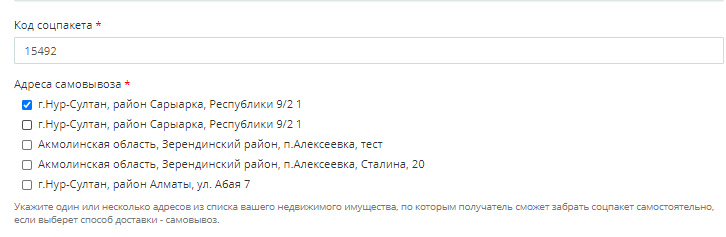 Код соцпакета *
15492
Адреса самовывоза *
г.Нур-Султан, район Сарыарка, Республики 9/2 1
г.Нур-Султан, район Сарыарка, Республики 9/2 1
Акмолинская область, Зерендинский район, п.Алексеевка, тест
Акмолинская область, Зерендинский район, п.Алексеевка, Сталина, 20
г.Нур-Султан, район Алматы, ул. Абая 7
Укажите один или несколько адресов из списка вашего недвижимого имущества, по которым получатель сможет забрать соцпакет самостоятельно,
если выберет способ доставки - самовывоз.